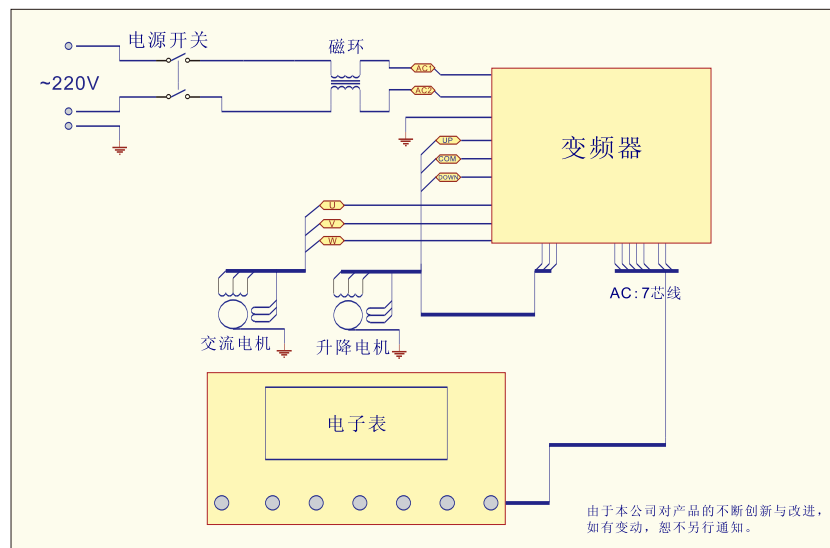 电源开关
磁环
~220V
AC1
AC2
变频器
UP
COM
DOWN
U
V
W
AC:7芯线
交流电机
升降电机
电子表
由于本公司对产品的不断创新与改进，
如有变动，恕不另行通知。